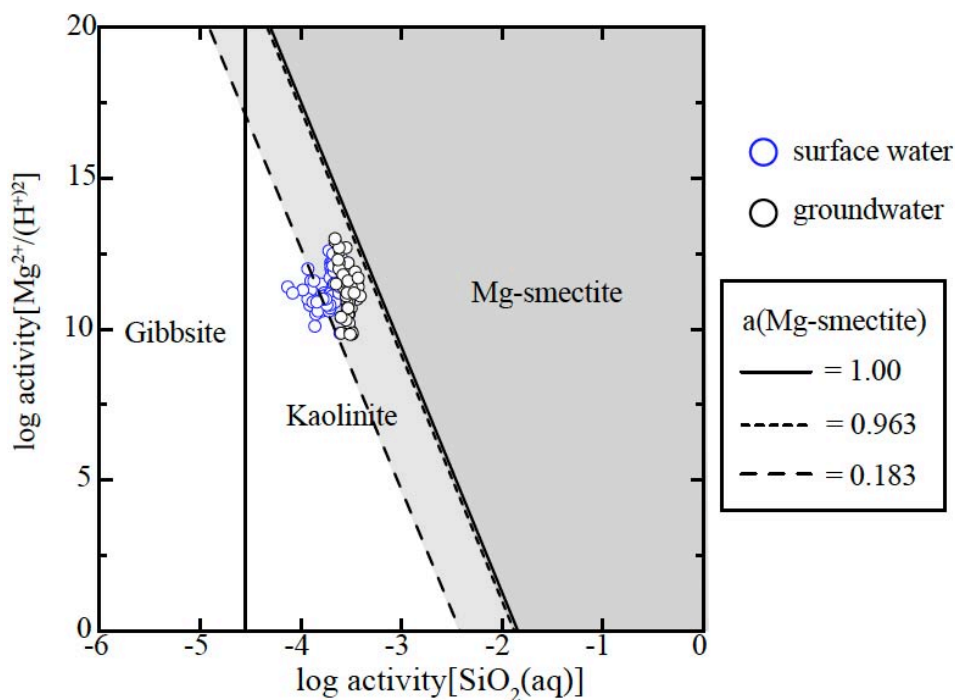 log activity[Mg²⁺/(H⁺)²]
20
15
10
5
0
-6
-5
-4
-3
-2
-1
0
log activity[SiO₂(aq)]
Gibbsite
Kaolinite
Mg-smectite
surface water
groundwater
a(Mg-smectite)
= 1.00
= 0.963
= 0.183